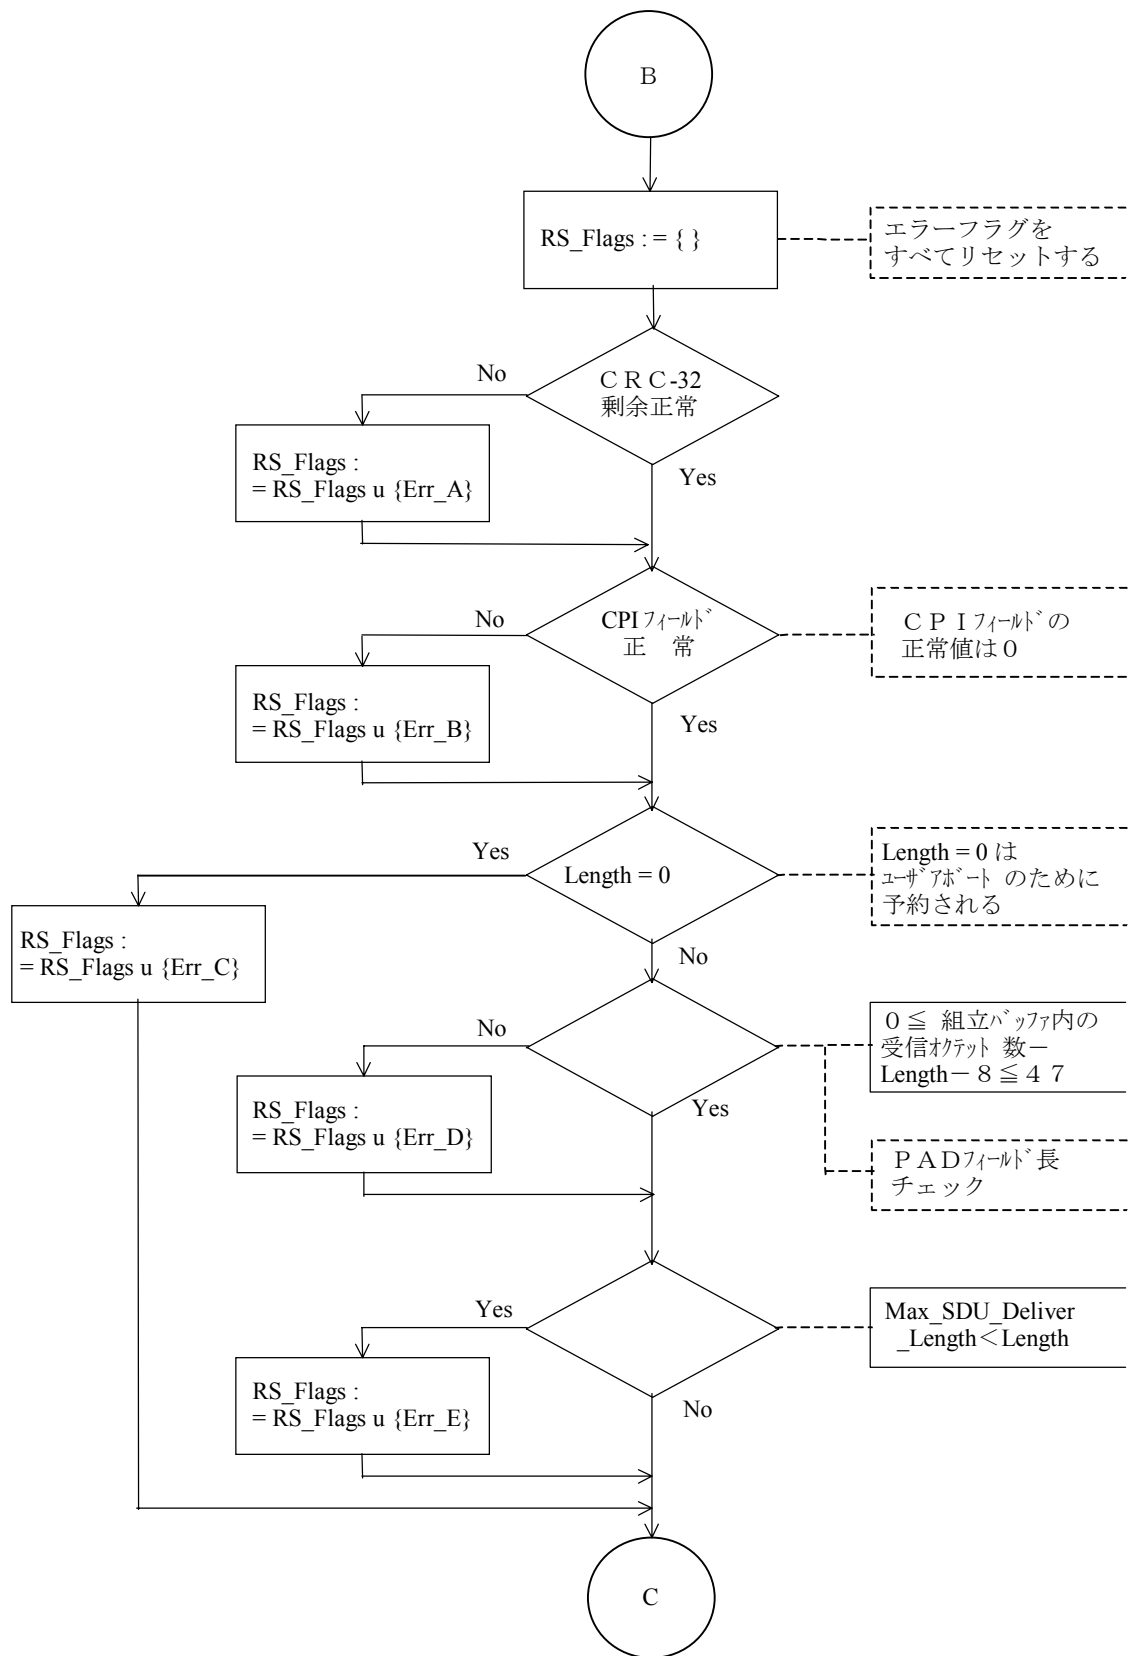 B
RS_Flags : = { }
エラーフラグを
すべてリセットする
No
ＣＲＣ-32
剰余正常
RS_Flags :
= RS_Flags u {Err_A}
Yes
No
CPIﾌｨｰﾙﾄﾞ
正　常
ＣＰＩﾌｨｰﾙﾄﾞの
正常値は０
RS_Flags :
= RS_Flags u {Err_B}
Yes
Yes
Length = 0
Length = 0 は
ﾕｰｻﾞｱﾎﾞｰﾄ のために
予約される
RS_Flags :
= RS_Flags u {Err_C}
No
No
０≦ 組立ﾊﾞｯﾌｧ内の
受信ｵｸﾃｯﾄ 数－
Length－８≦４７
RS_Flags :
= RS_Flags u {Err_D}
Yes
ＰＡＤﾌｨｰﾙﾄﾞ長
チェック
Yes
Max_SDU_Deliver
_Length＜Length
RS_Flags :
= RS_Flags u {Err_E}
No
C